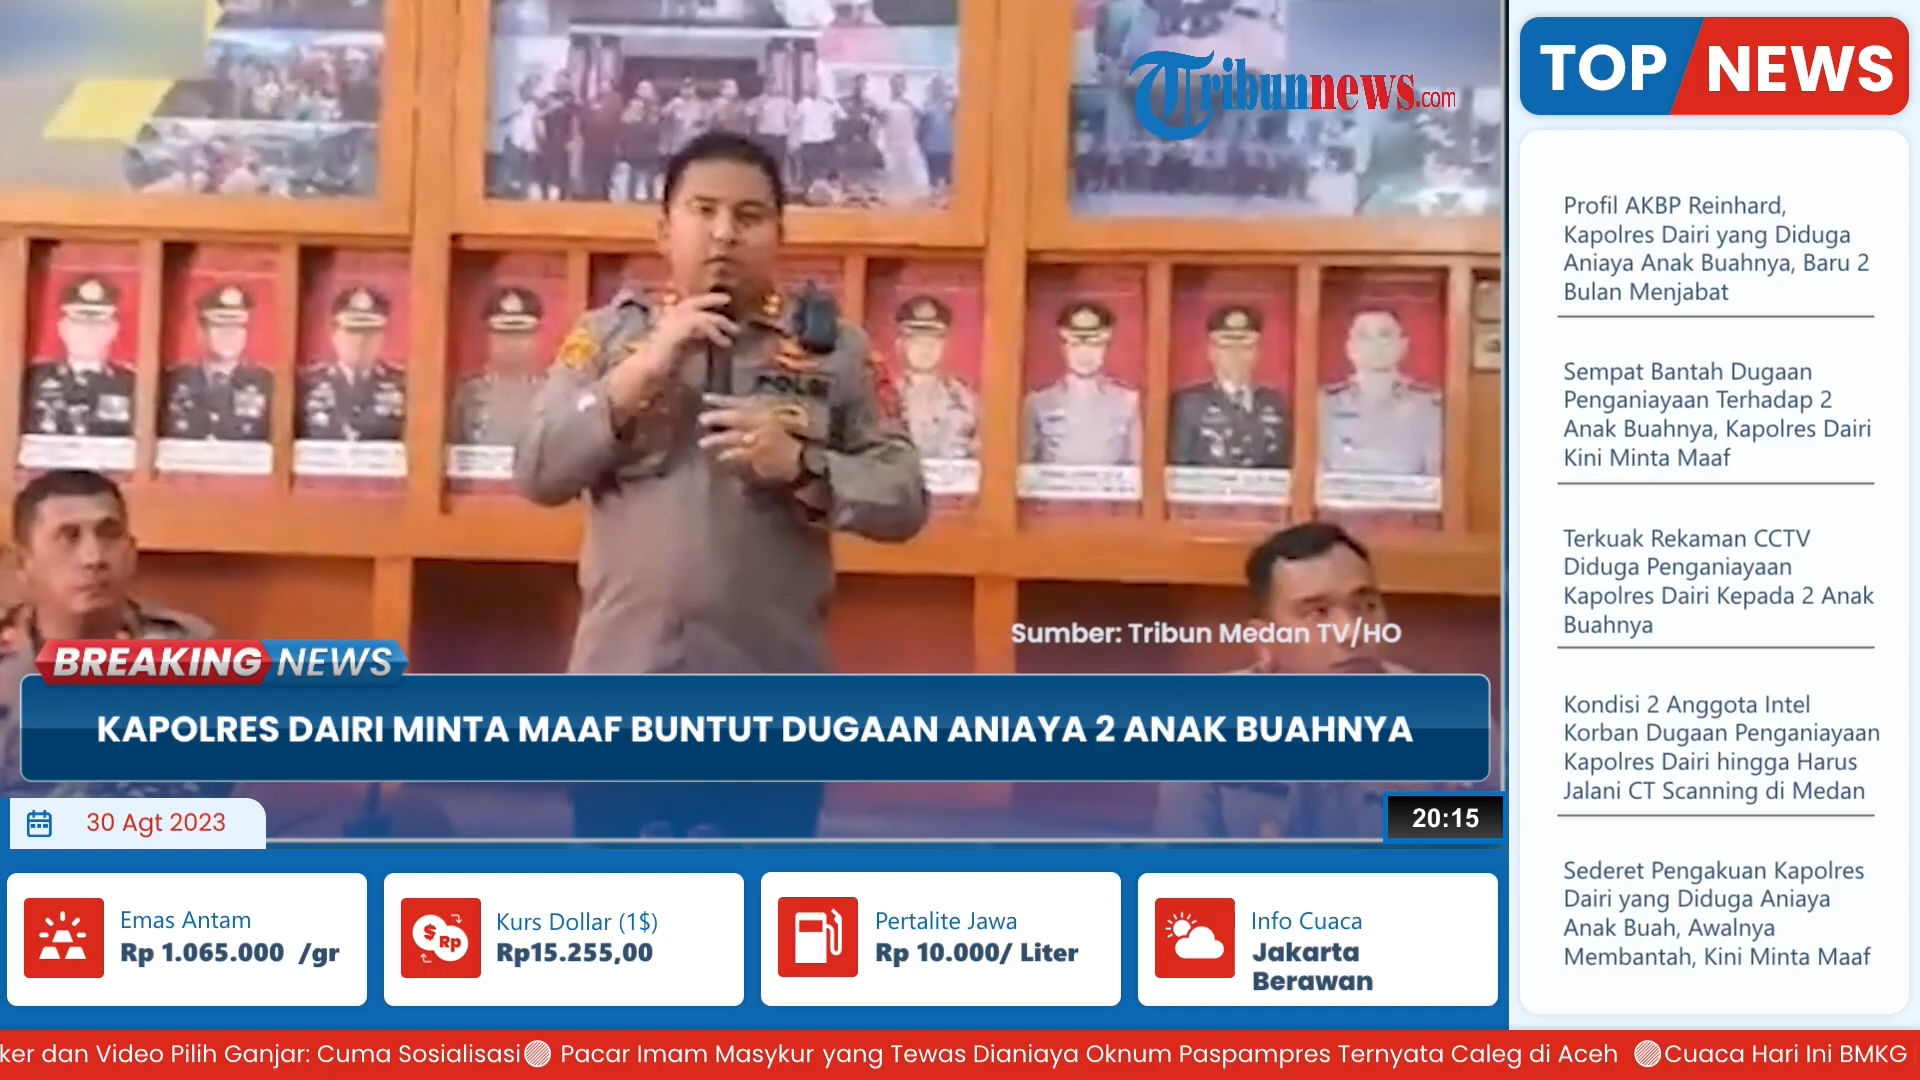 Tribunnews.com
POLRI
Sumber: Tribun Medan TV/HO
BREAKING NEWS
KAPOLRES DAIRI MINTA MAAF BUNTUT DUGAAN ANIAYA 2 ANAK BUAHNYA
30 Agt 2023
20:15
Emas Antam
Rp 1.065.000 /gr
Kurs Dollar (1$)
Rp15.255,00
Pertalite Jawa
Rp 10.000/ Liter
Info Cuaca
Jakarta
Berawan
TOP NEWS
Profil AKBP Reinhard,
Kapolres Dairi yang Diduga
Aniaya Anak Buahnya, Baru 2
Bulan Menjabat
Sempat Bantah Dugaan
Penganiayaan Terhadap 2
Anak Buahnya, Kapolres Dairi
Kini Minta Maaf
Terkuak Rekaman CCTV
Diduga Penganiayaan
Kapolres Dairi Kepada 2 Anak
Buahnya
Kondisi 2 Anggota Intel
Korban Dugaan Penganiayaan
Kapolres Dairi hingga Harus
Jalani CT Scanning di Medan
Sederet Pengakuan Kapolres
Dairi yang Diduga Aniaya
Anak Buah, Awalnya
Membantah, Kini Minta Maaf
ker dan Video Pilih Ganjar: Cuma Sosialisasi Pacar Imam Masykur yang Tewas Dianiaya Oknum Paspampres Ternyata Caleg di Aceh Cuaca Hari Ini BMKG